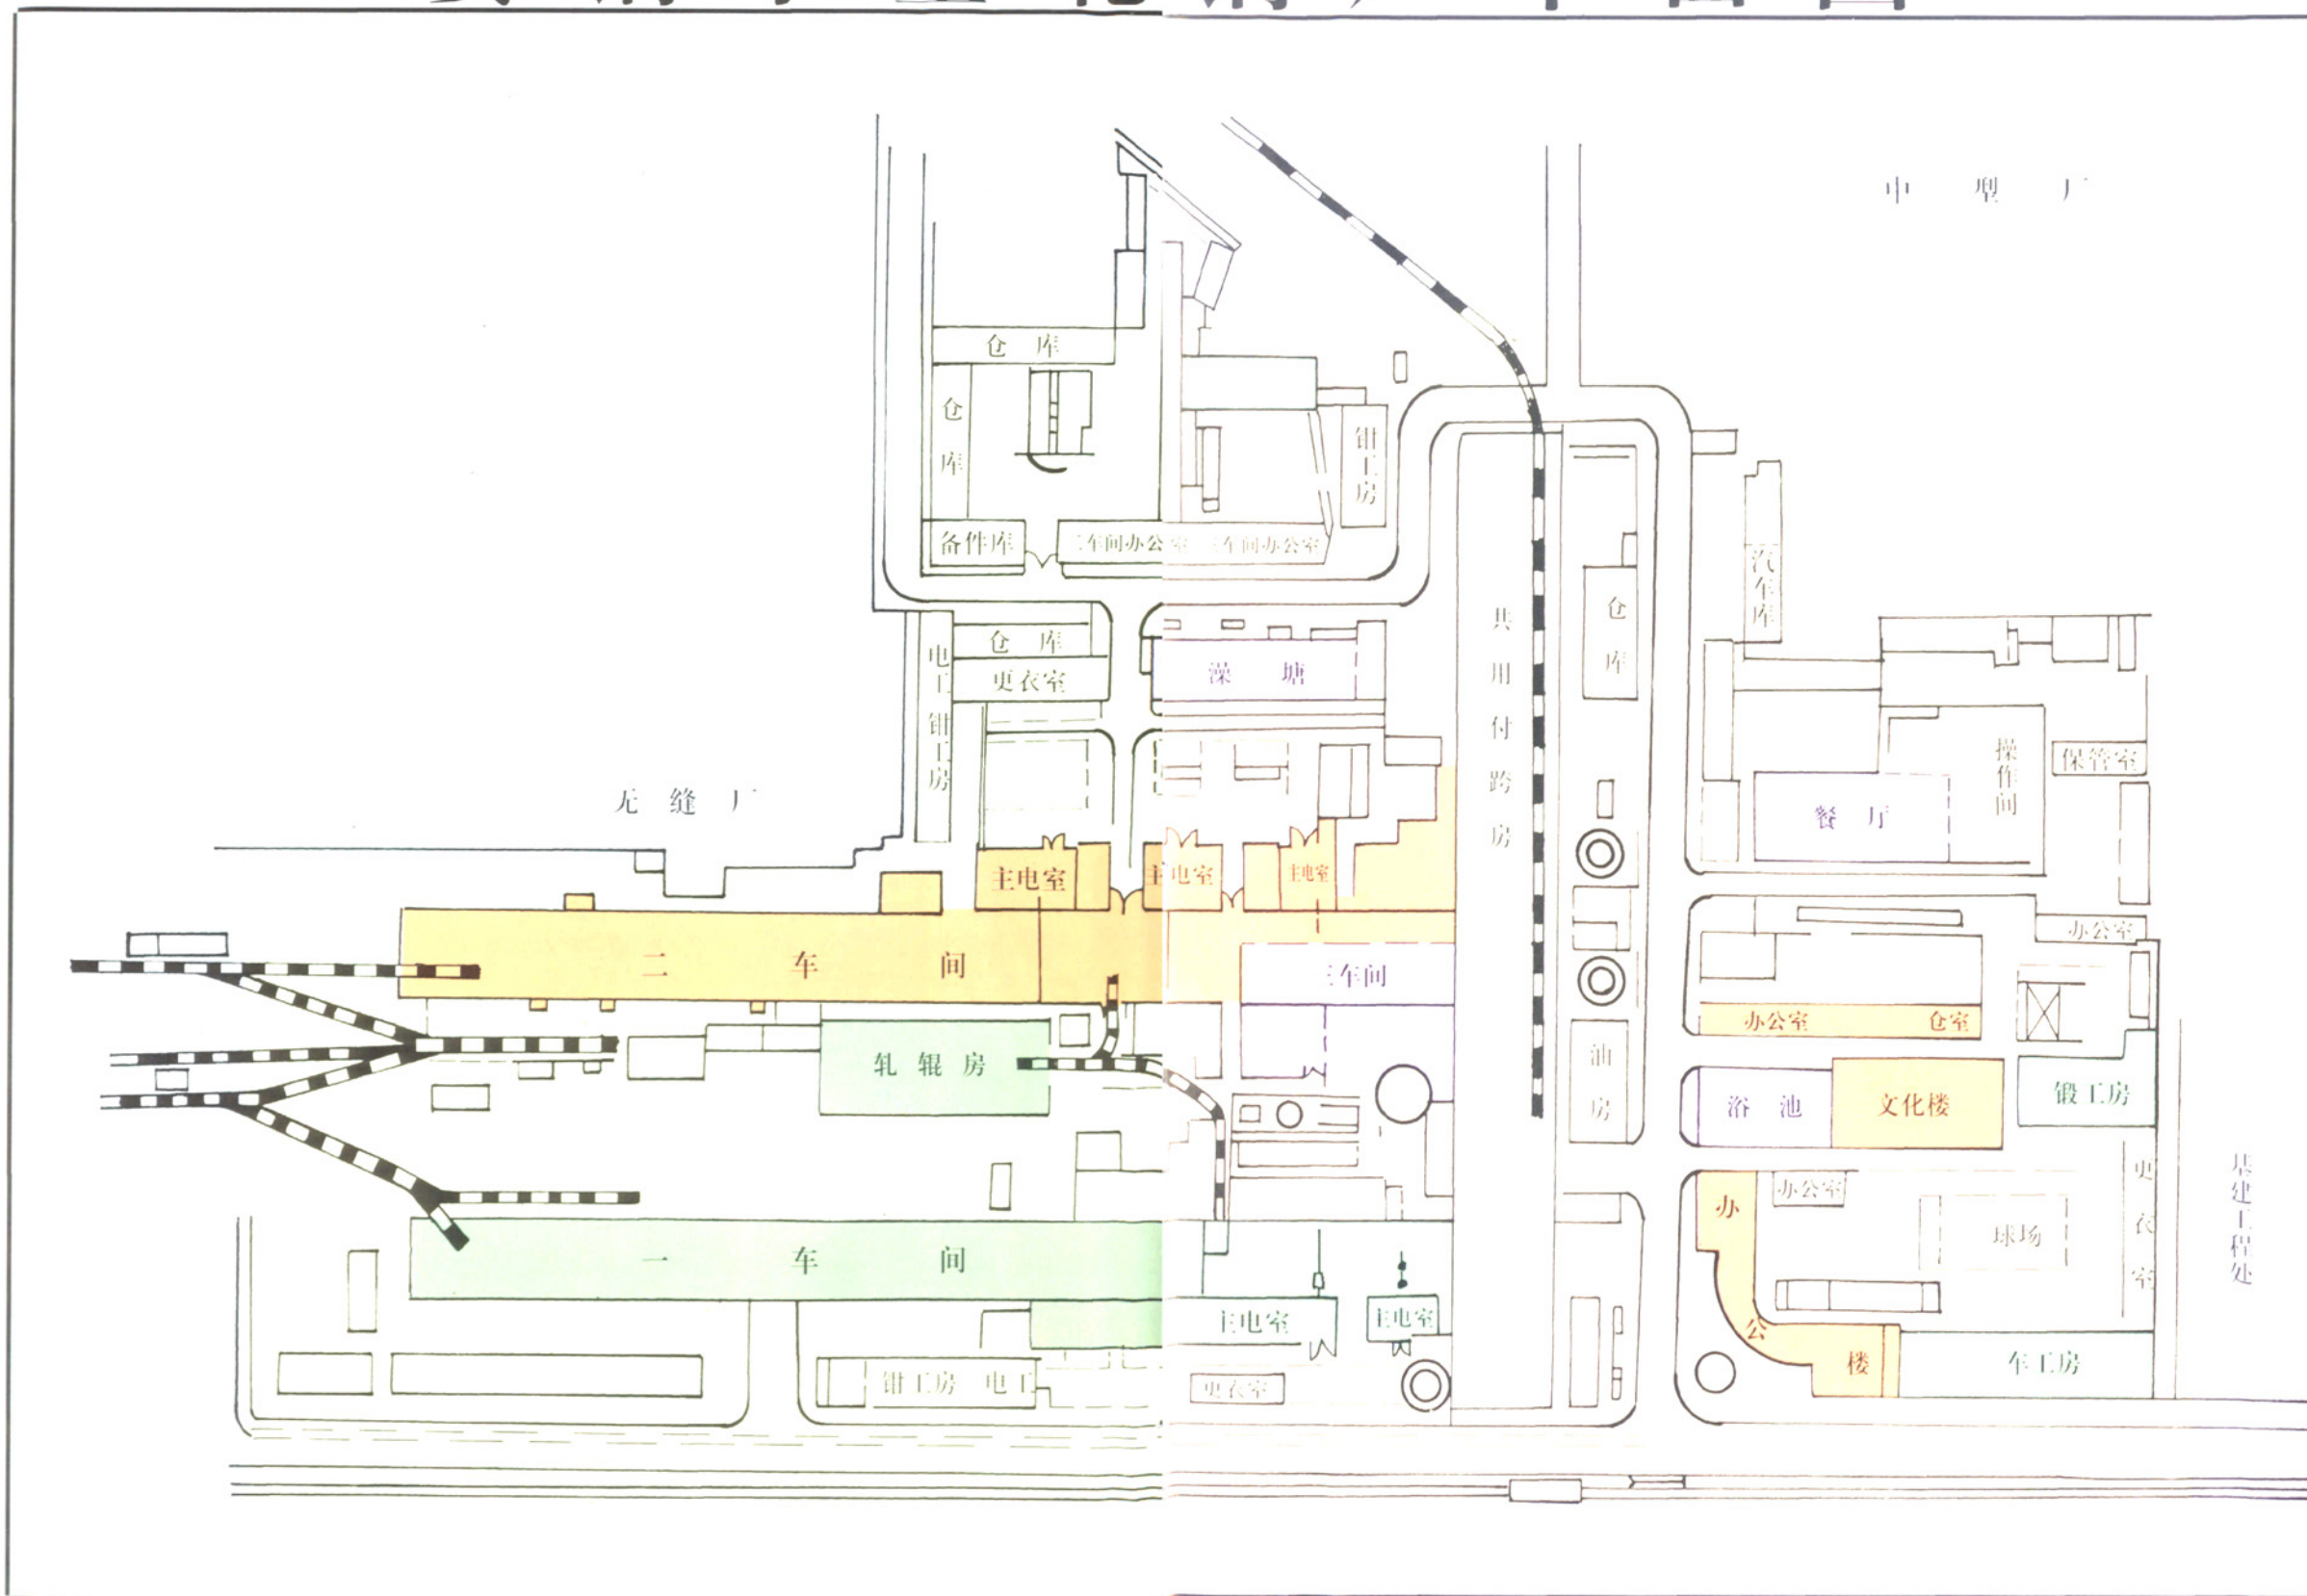 中型厂
仓库
仓库
钳工房
备件库
二车间办公室
三车间办公室
汽车库
共用付跨房
仓库
仓库
电工
钳工房
更衣室
澡塘
操作间
保管室
无缝厂
餐厅
主电室
主电室
主电室
办公室
二车间
三车间
办公室
仓室
轧辊房
油房
浴池
文化楼
锻工房
更衣室
基建工程处
办公室
球场
一车间
办公楼
主电室
主电室
车工房
钳工房
电工
更衣室